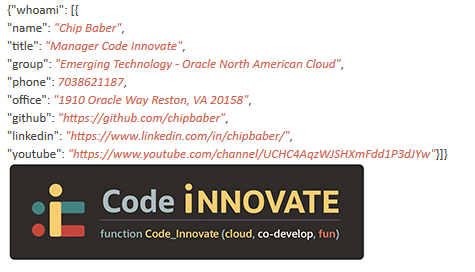 {"whoami": [{
"name": "Chip Baber",
"title": "Manager Code Innovate",
"group": "Emerging Technology - Oracle North American Cloud",
"phone": 7038621187,
"office": "1910 Oracle Way Reston, VA 20158",
"github": "https://github.com/chipbaber",
"linkedin": "https://www.linkedin.com/in/chipbaber/",
"youtube": "https://www.youtube.com/channel/UCHC4AqzWJSHXmFdd1P3dJYw"}]}
Code iNNOVATE
function Code_Innovate (cloud, co-develop, fun)